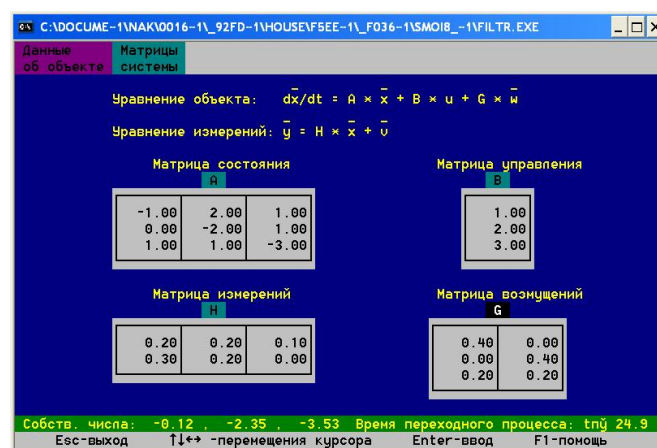 C:\DOCUME~1\NAK\0016~1\_92FD~1\HOUSE\F5EE~1\_F036~1\SMOI8_~1\FILTR.EXE
Данные Матрицы
об объекте системы
Уравнение объекта: dx̅/dt = A × x̅ + B × u + G × w̅
Уравнение измерений: y̅ = H × x̅ + v̅
Матрица состояния Матрица управления
A B
-1.00 2.00 1.00 1.00
0.00 -2.00 1.00 2.00
1.00 1.00 -3.00 3.00
Матрица измерений Матрица возмущений
H G
0.20 0.20 0.10 0.40 0.00
0.30 0.20 0.00 0.00 0.40
0.20 0.20
Собств. числа: -0.12 , -2.35 , -3.53 Время переходного процесса: tпў 24.9
Esc-выход ↑↓↔ -перемещения курсора Enter-ввод F1-помощь